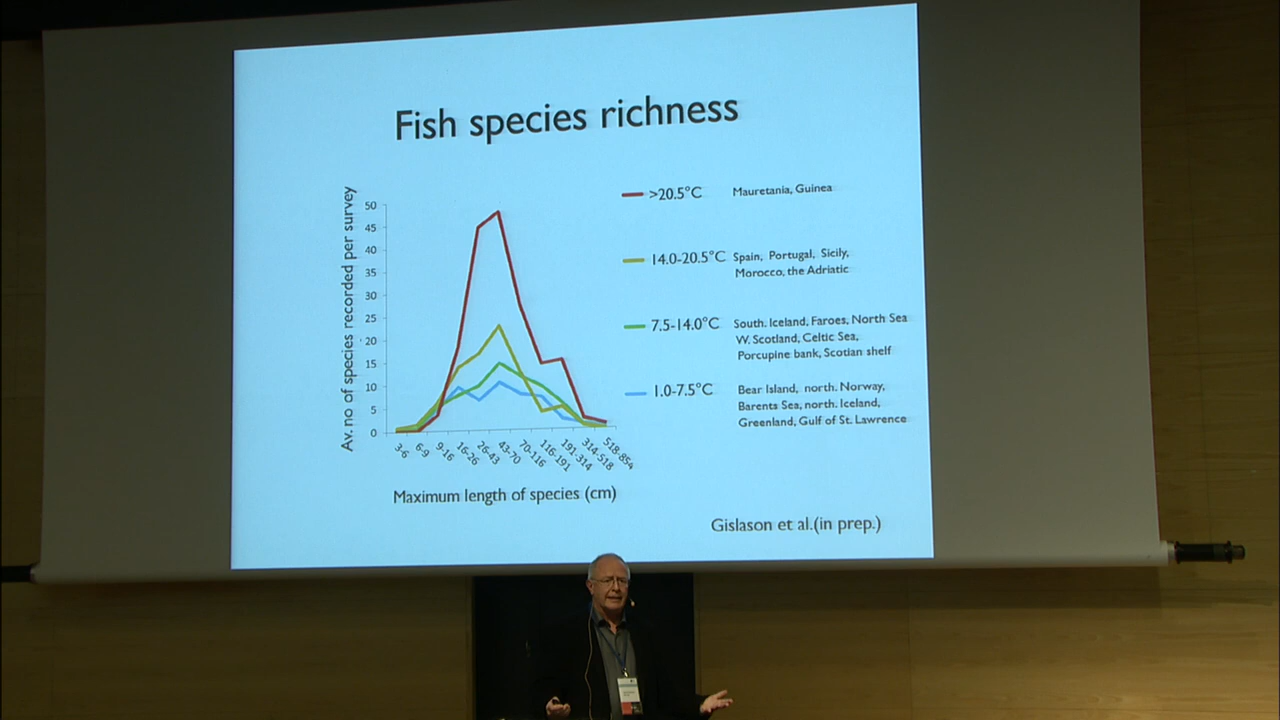 Fish species richness
Av. no of species recorded per survey
50
45
40
35
30
25
20
15
10
5
0
3-6
6-9
9-16
16-26
26-43
43-70
70-116
116-191
191-314
314-518
518-854
Maximum length of species (cm)
>20.5°C
Mauretania, Guinea
14.0-20.5°C
Spain, Portugal, Sicily,
Morocco, the Adriatic
7.5-14.0°C
South. Iceland, Faroes, North Sea
W. Scotland, Celtic Sea,
Porcupine bank, Scotian shelf
1.0-7.5°C
Bear Island, north. Norway,
Barents Sea, north. Iceland,
Greenland, Gulf of St. Lawrence
Gislason et al.(in prep.)